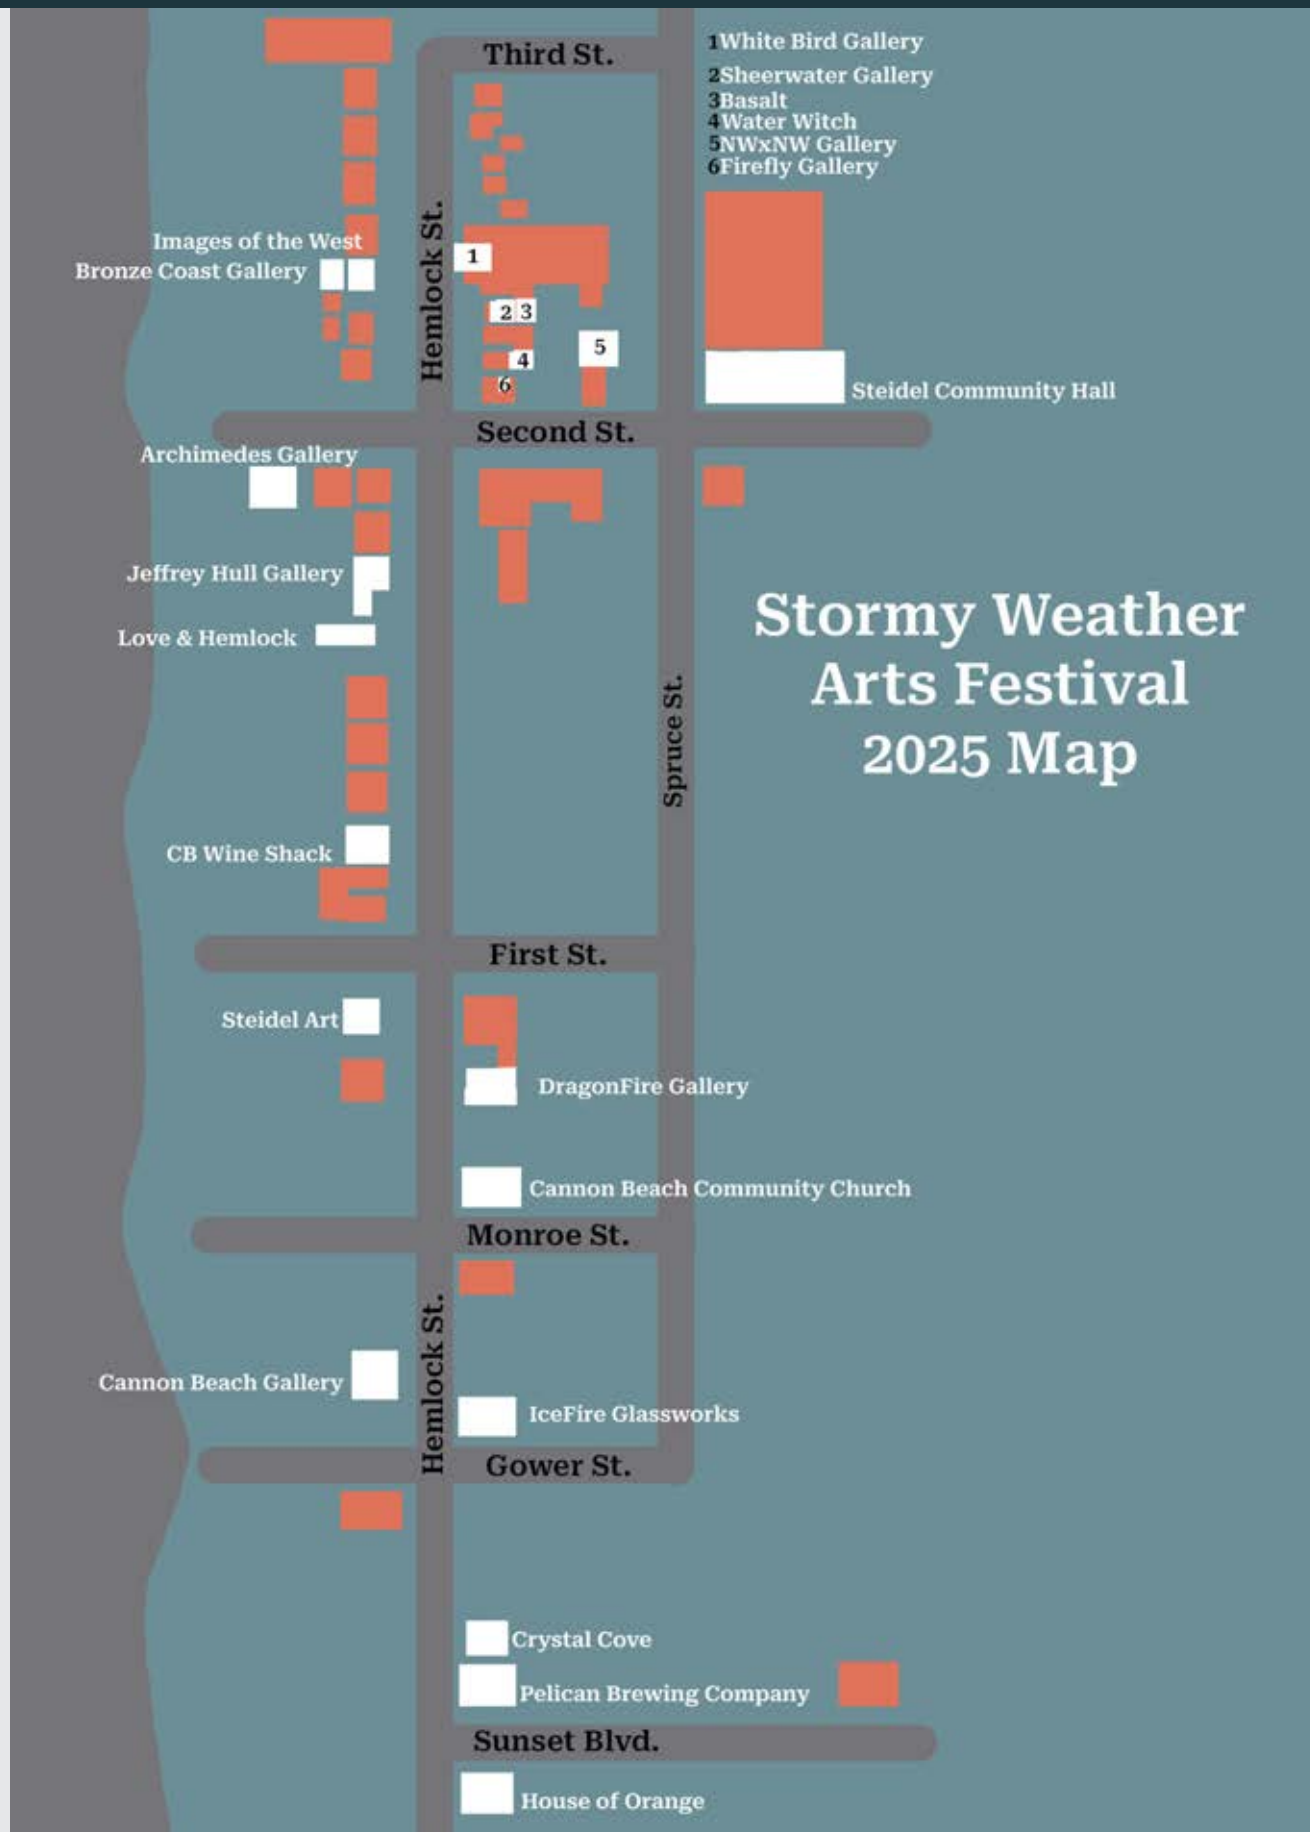 Third St.
1White Bird Gallery
2Sheerwater Gallery
3Basalt
4Water Witch
5NWxNW Gallery
6Firefly Gallery
Hemlock St.
Images of the West
Bronze Coast Gallery
1
2 3
4
5
6
Steidel Community Hall
Second St.
Archimedes Gallery
Jeffrey Hull Gallery
Love & Hemlock
Stormy Weather
Arts Festival
2025 Map
Spruce St.
CB Wine Shack
First St.
Steidel Art
DragonFire Gallery
Cannon Beach Community Church
Monroe St.
Hemlock St.
Cannon Beach Gallery
IceFire Glassworks
Gower St.
Crystal Cove
Pelican Brewing Company
Sunset Blvd.
House of Orange